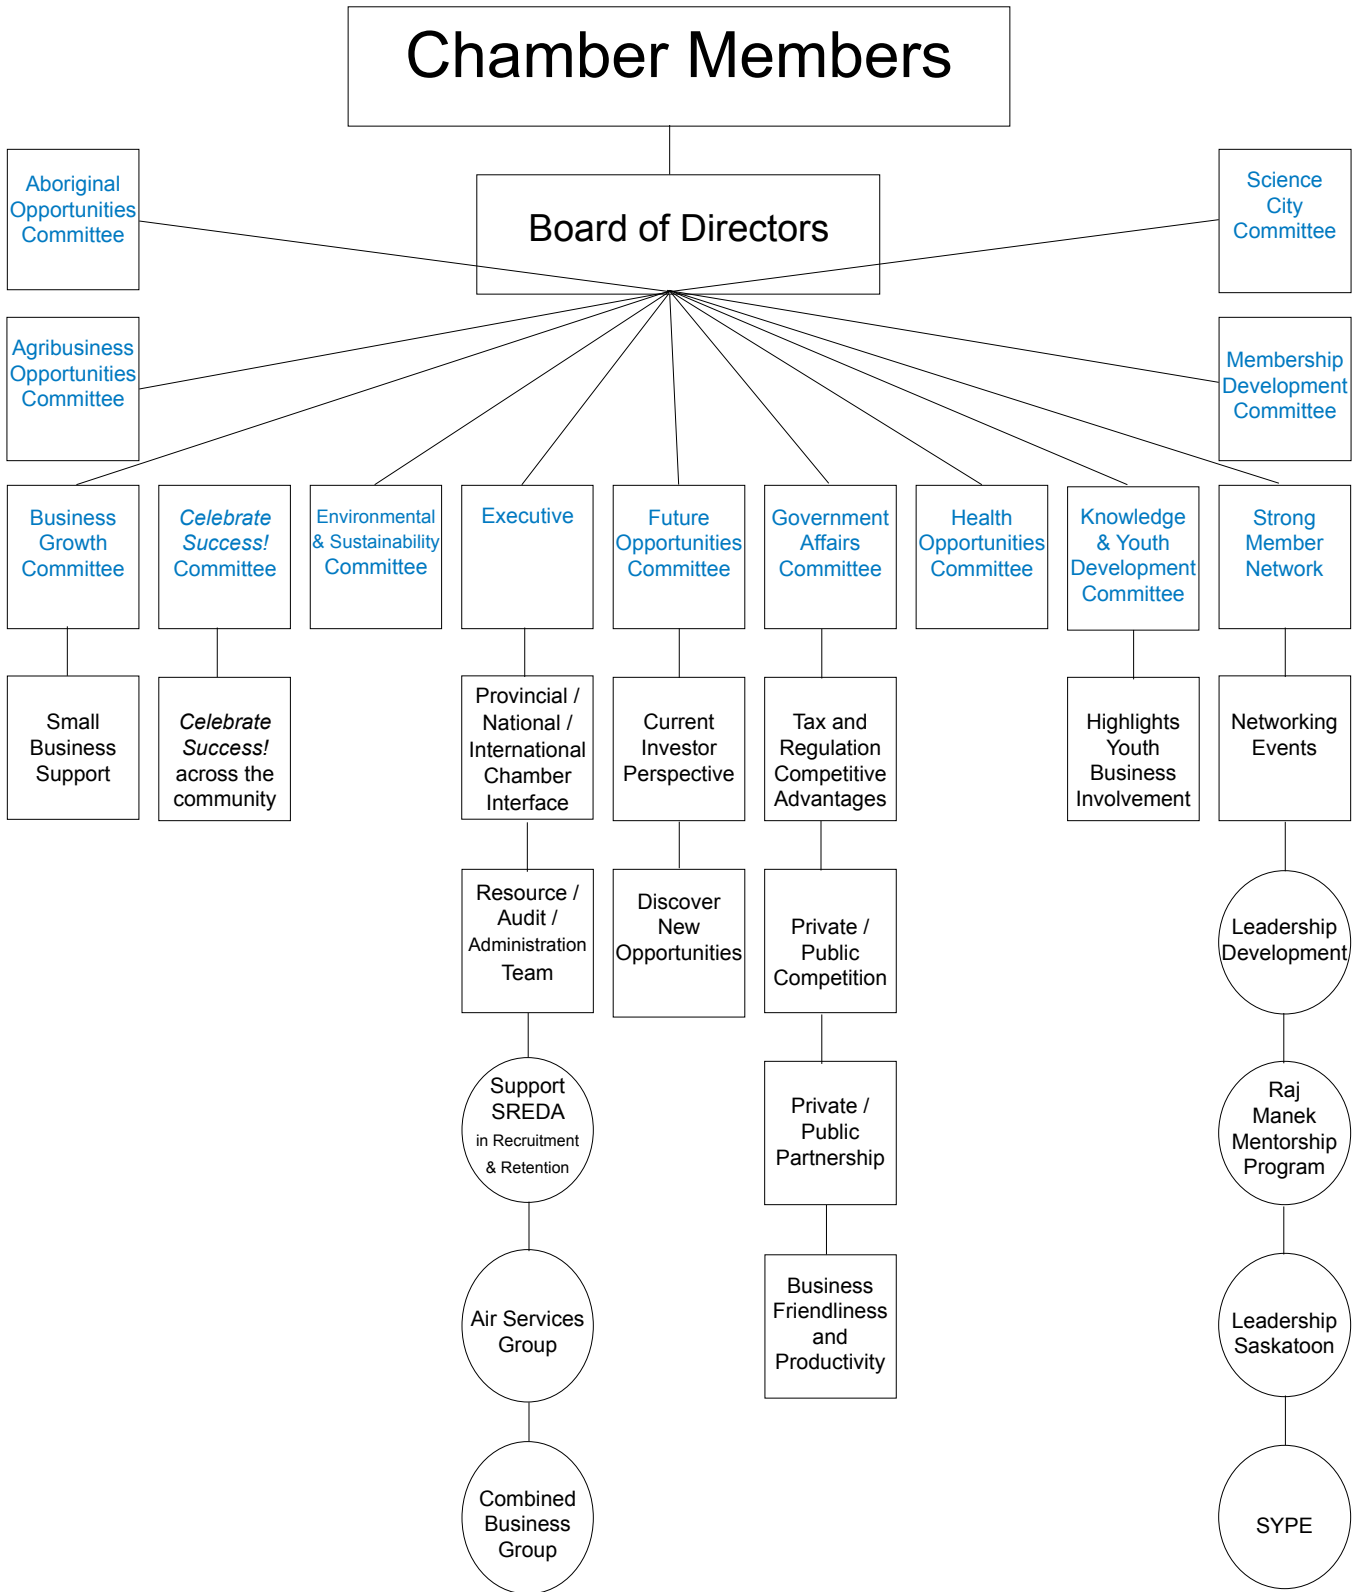 Chamber Members
Board of Directors
Aboriginal
Opportunities
Committee
Science
City
Committee
Agribusiness
Opportunities
Committee
Membership
Development
Committee
Business
Growth
Committee
Celebrate
Success!
Committee
Environmental
& Sustainability
Committee
Executive
Future
Opportunities
Committee
Government
Affairs
Committee
Health
Opportunities
Committee
Knowledge
& Youth
Development
Committee
Strong
Member
Network
Small
Business
Support
Celebrate
Success!
across the
community
Provincial /
National /
International
Chamber
Interface
Current
Investor
Perspective
Tax and
Regulation
Competitive
Advantages
Highlights
Youth
Business
Involvement
Networking
Events
Resource /
Audit /
Administration
Team
Discover
New
Opportunities
Private /
Public
Competition
Leadership
Development
Support
SREDA
in Recruitment
& Retention
Private /
Public
Partnership
Raj
Manek
Mentorship
Program
Air Services
Group
Business
Friendliness
and
Productivity
Leadership
Saskatoon
Combined
Business
Group
SYPE